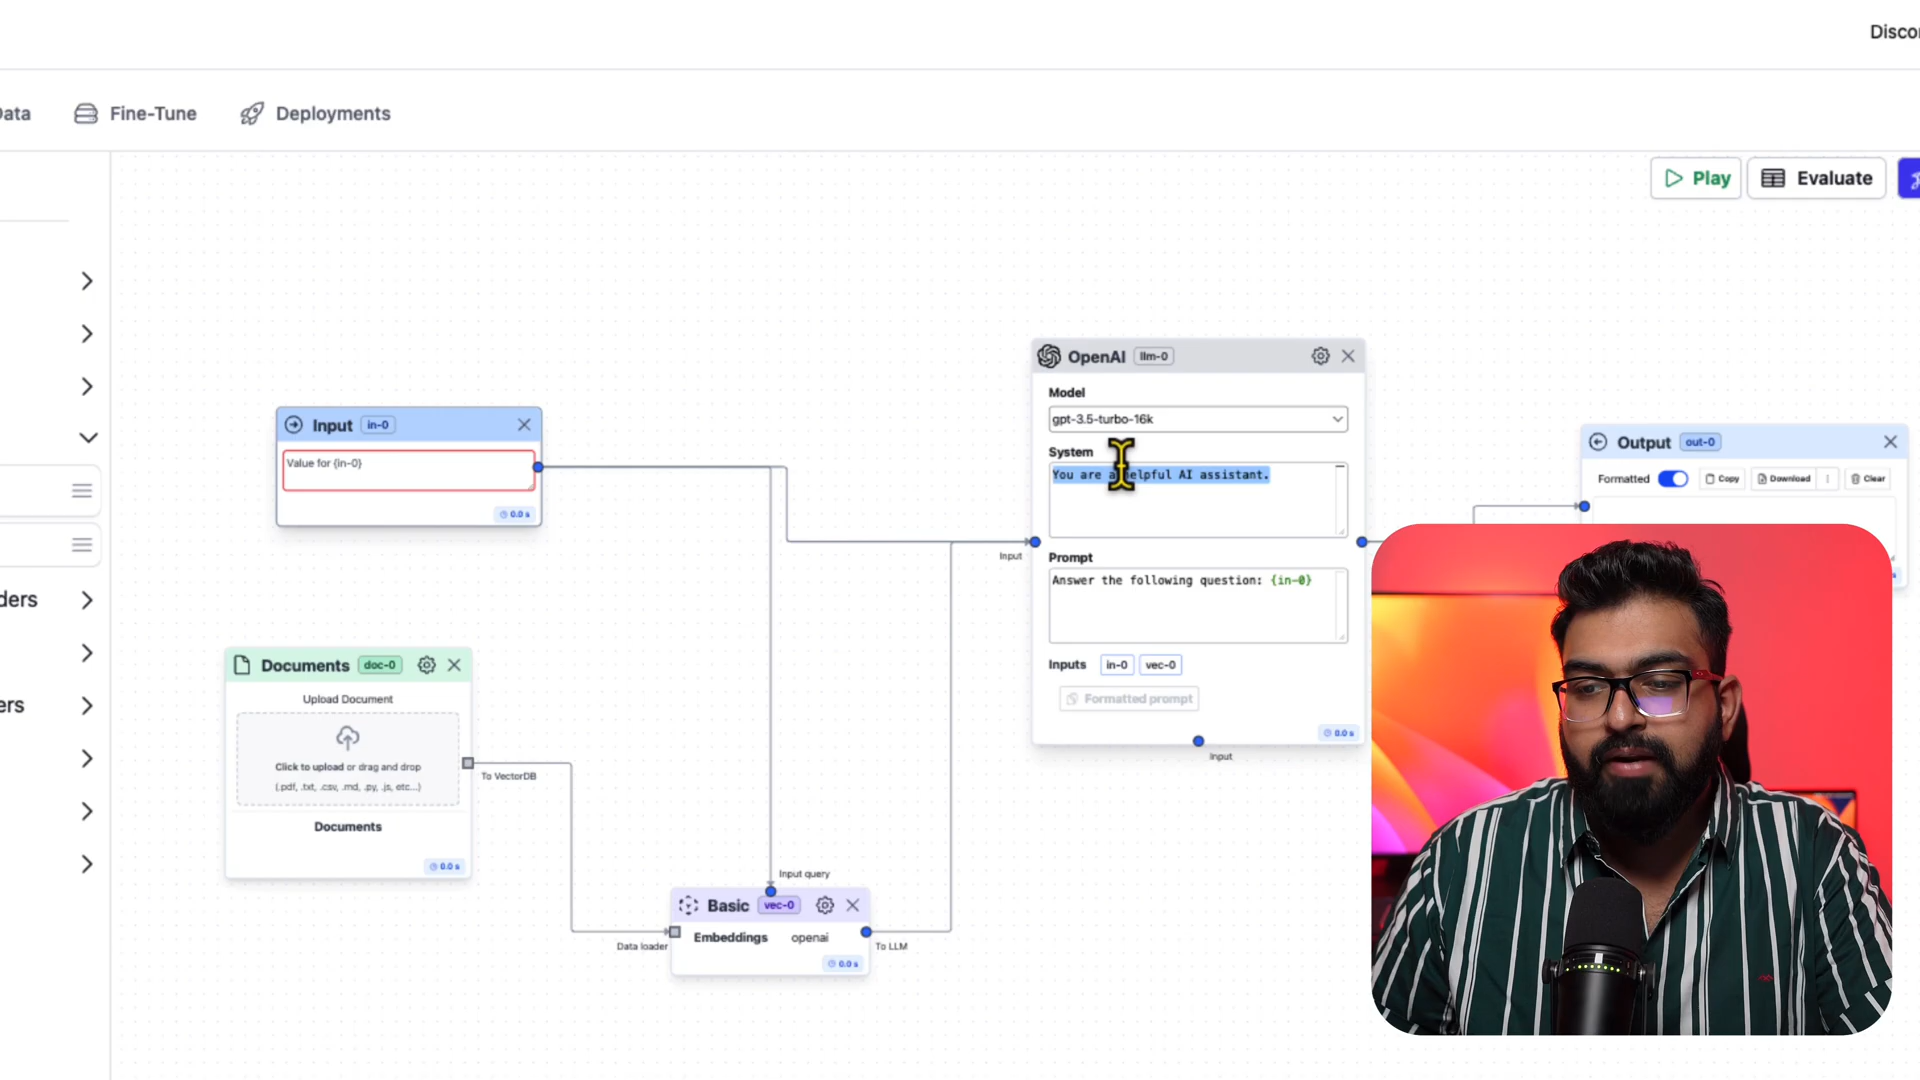 Disco
Data
Fine-Tune
Deployments
Play
Evaluate
OpenAI
llm-0
Model
gpt-3.5-turbo-16k
Input
in-0
Value for {in-0}
0.0 s
System
You are a helpful AI assistant.
Output
out-0
Formatted
Copy
Download
Clear
Input
Prompt
Answer the following question: {in-0}
Inputs
in-0
vec-0
Formatted prompt
0.0 s
Input
ders
ers
Documents
doc-0
Upload Document
Click to upload or drag and drop
(.pdf, .txt, .csv, .md, .py, .js, etc...)
Documents
0.0 s
To VectorDB
Input query
Basic
vec-0
Data loader
Embeddings
openai
To LLM
0.0 s